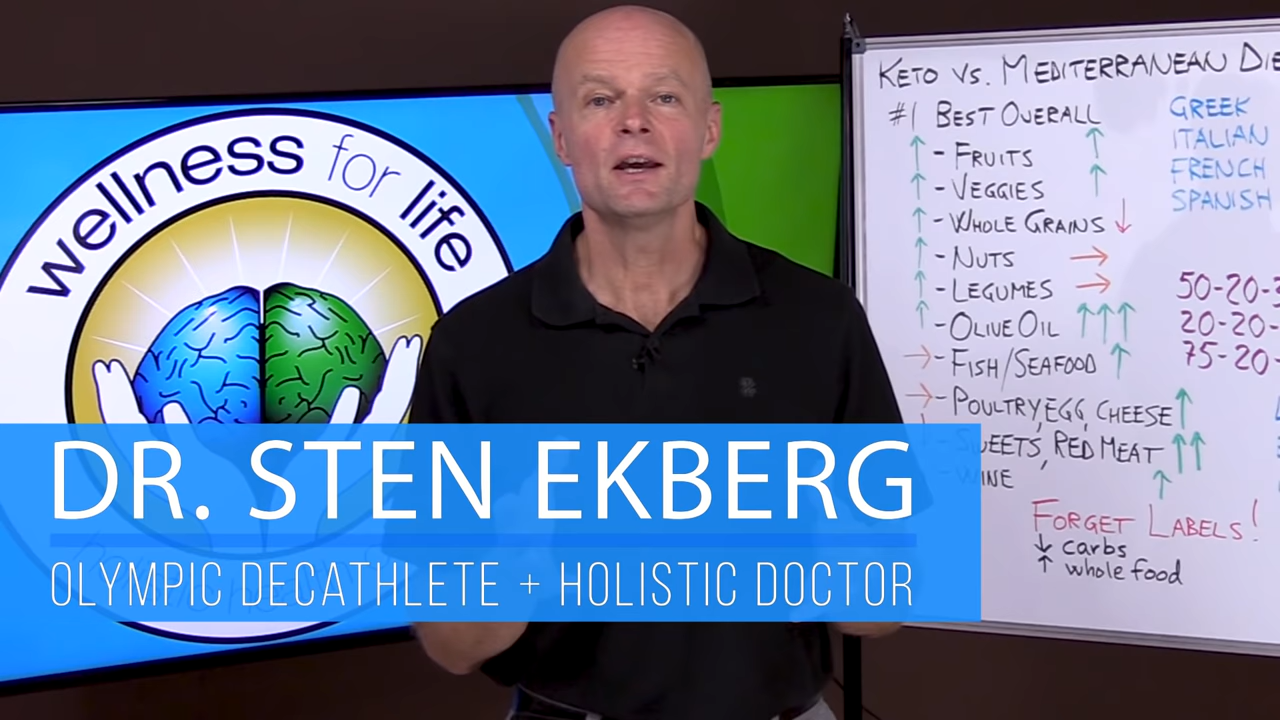 wellness for life
KETO VS. MEDITERRANEAN DIE
#1 BEST OVERALL
- FRUITS
- VEGGIES
- WHOLE GRAINS
- NUTS
- LEGUMES
- OLIVE OIL
- FISH/SEAFOOD
- POULTRY, EGG, CHEESE
- SWEETS, RED MEAT
- WINE
FORGET LABELS!
carbs
whole food
GREEK
ITALIAN
FRENCH
SPANISH
50-20-
20-20-
75-20-
DR. STEN EKBERG
OLYMPIC DECATHLETE + HOLISTIC DOCTOR